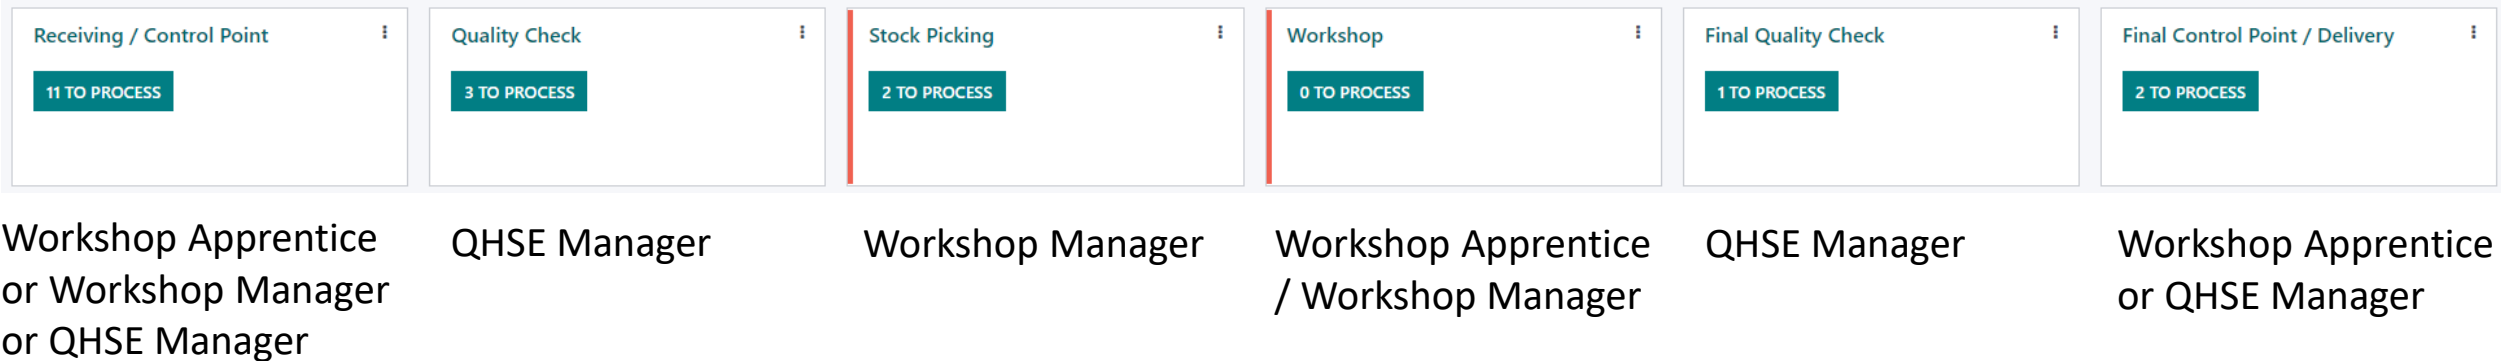 Receiving / Control Point
11 TO PROCESS
Quality Check
3 TO PROCESS
Stock Picking
2 TO PROCESS
Workshop
0 TO PROCESS
Final Quality Check
1 TO PROCESS
Final Control Point / Delivery
2 TO PROCESS
Workshop Apprentice
or Workshop Manager
or QHSE Manager
QHSE Manager
Workshop Manager
Workshop Apprentice
/ Workshop Manager
QHSE Manager
Workshop Apprentice
or QHSE Manager